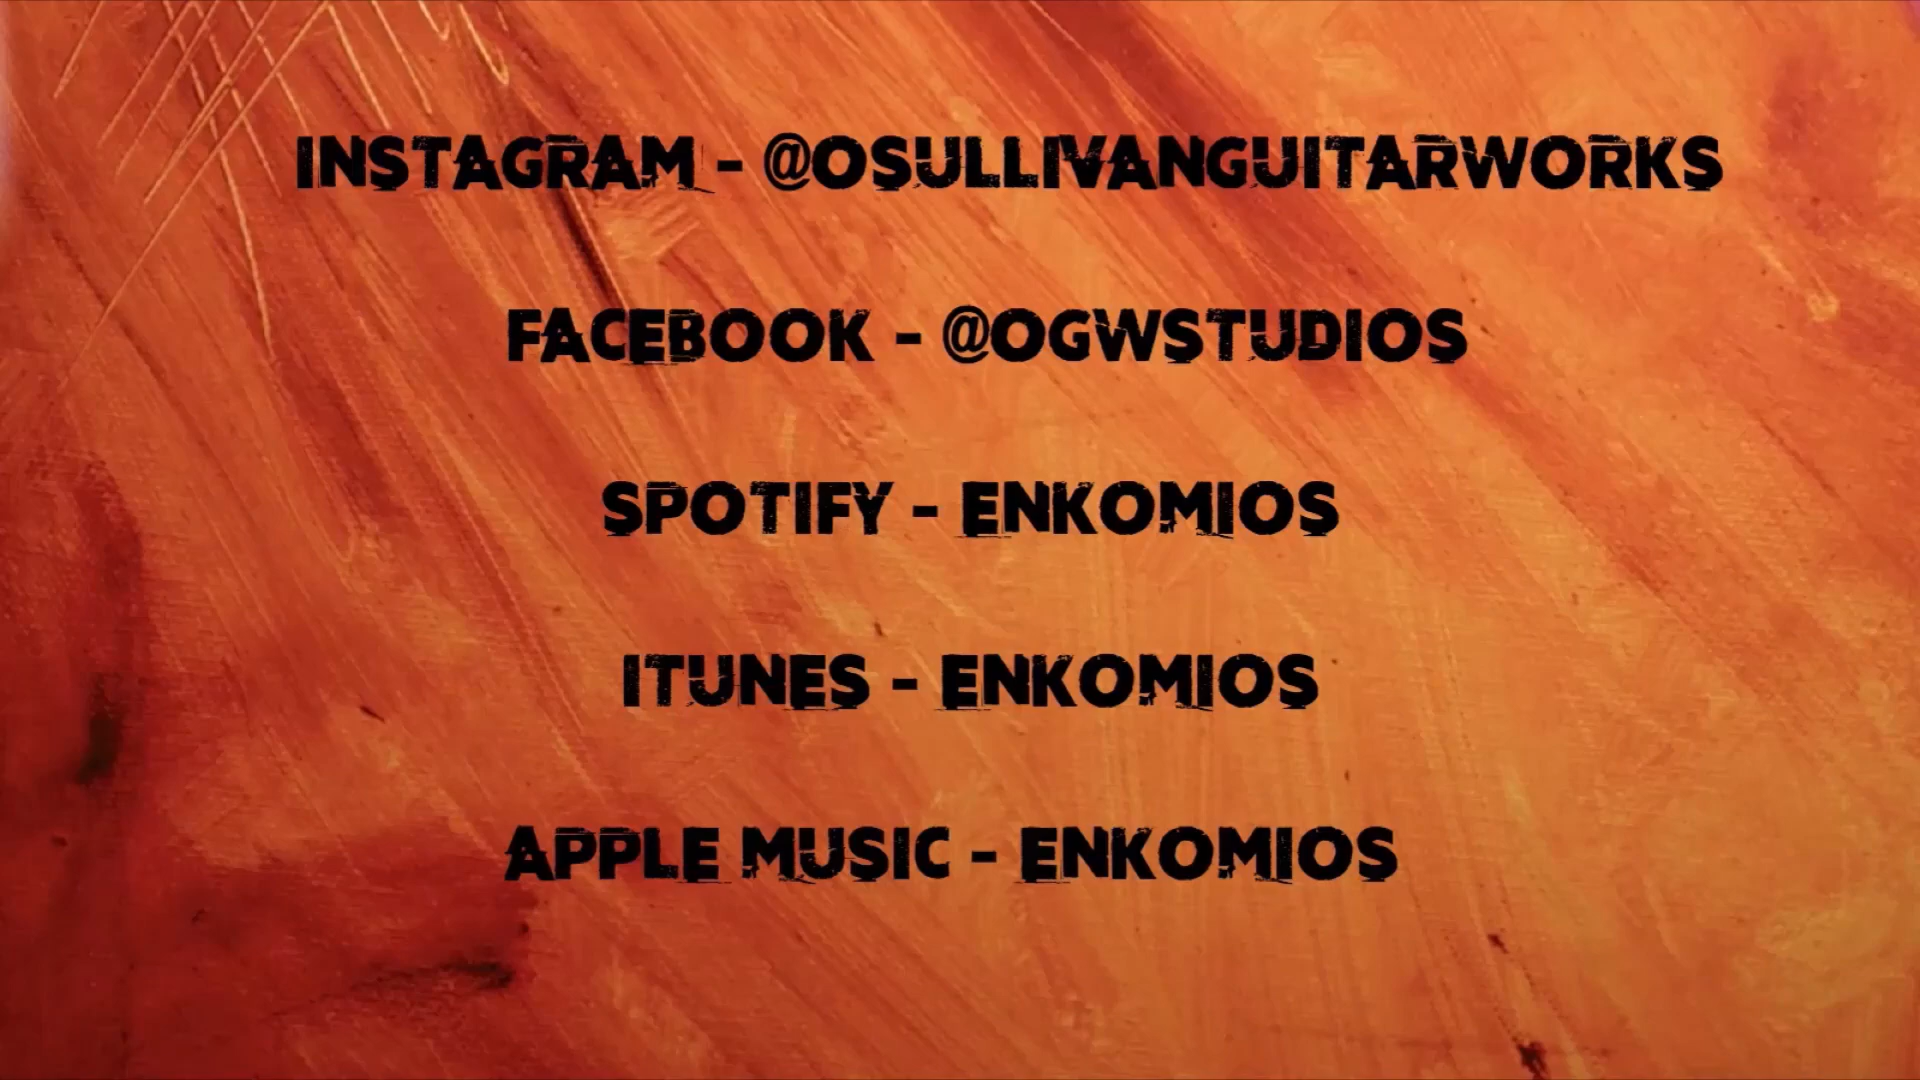 INSTAGRAM - @OSULLIVANGUITARWORKS
FACEBOOK - @OGWSTUDIOS
SPOTIFY - ENKOMIOS
ITUNES - ENKOMIOS
APPLE MUSIC - ENKOMIOS